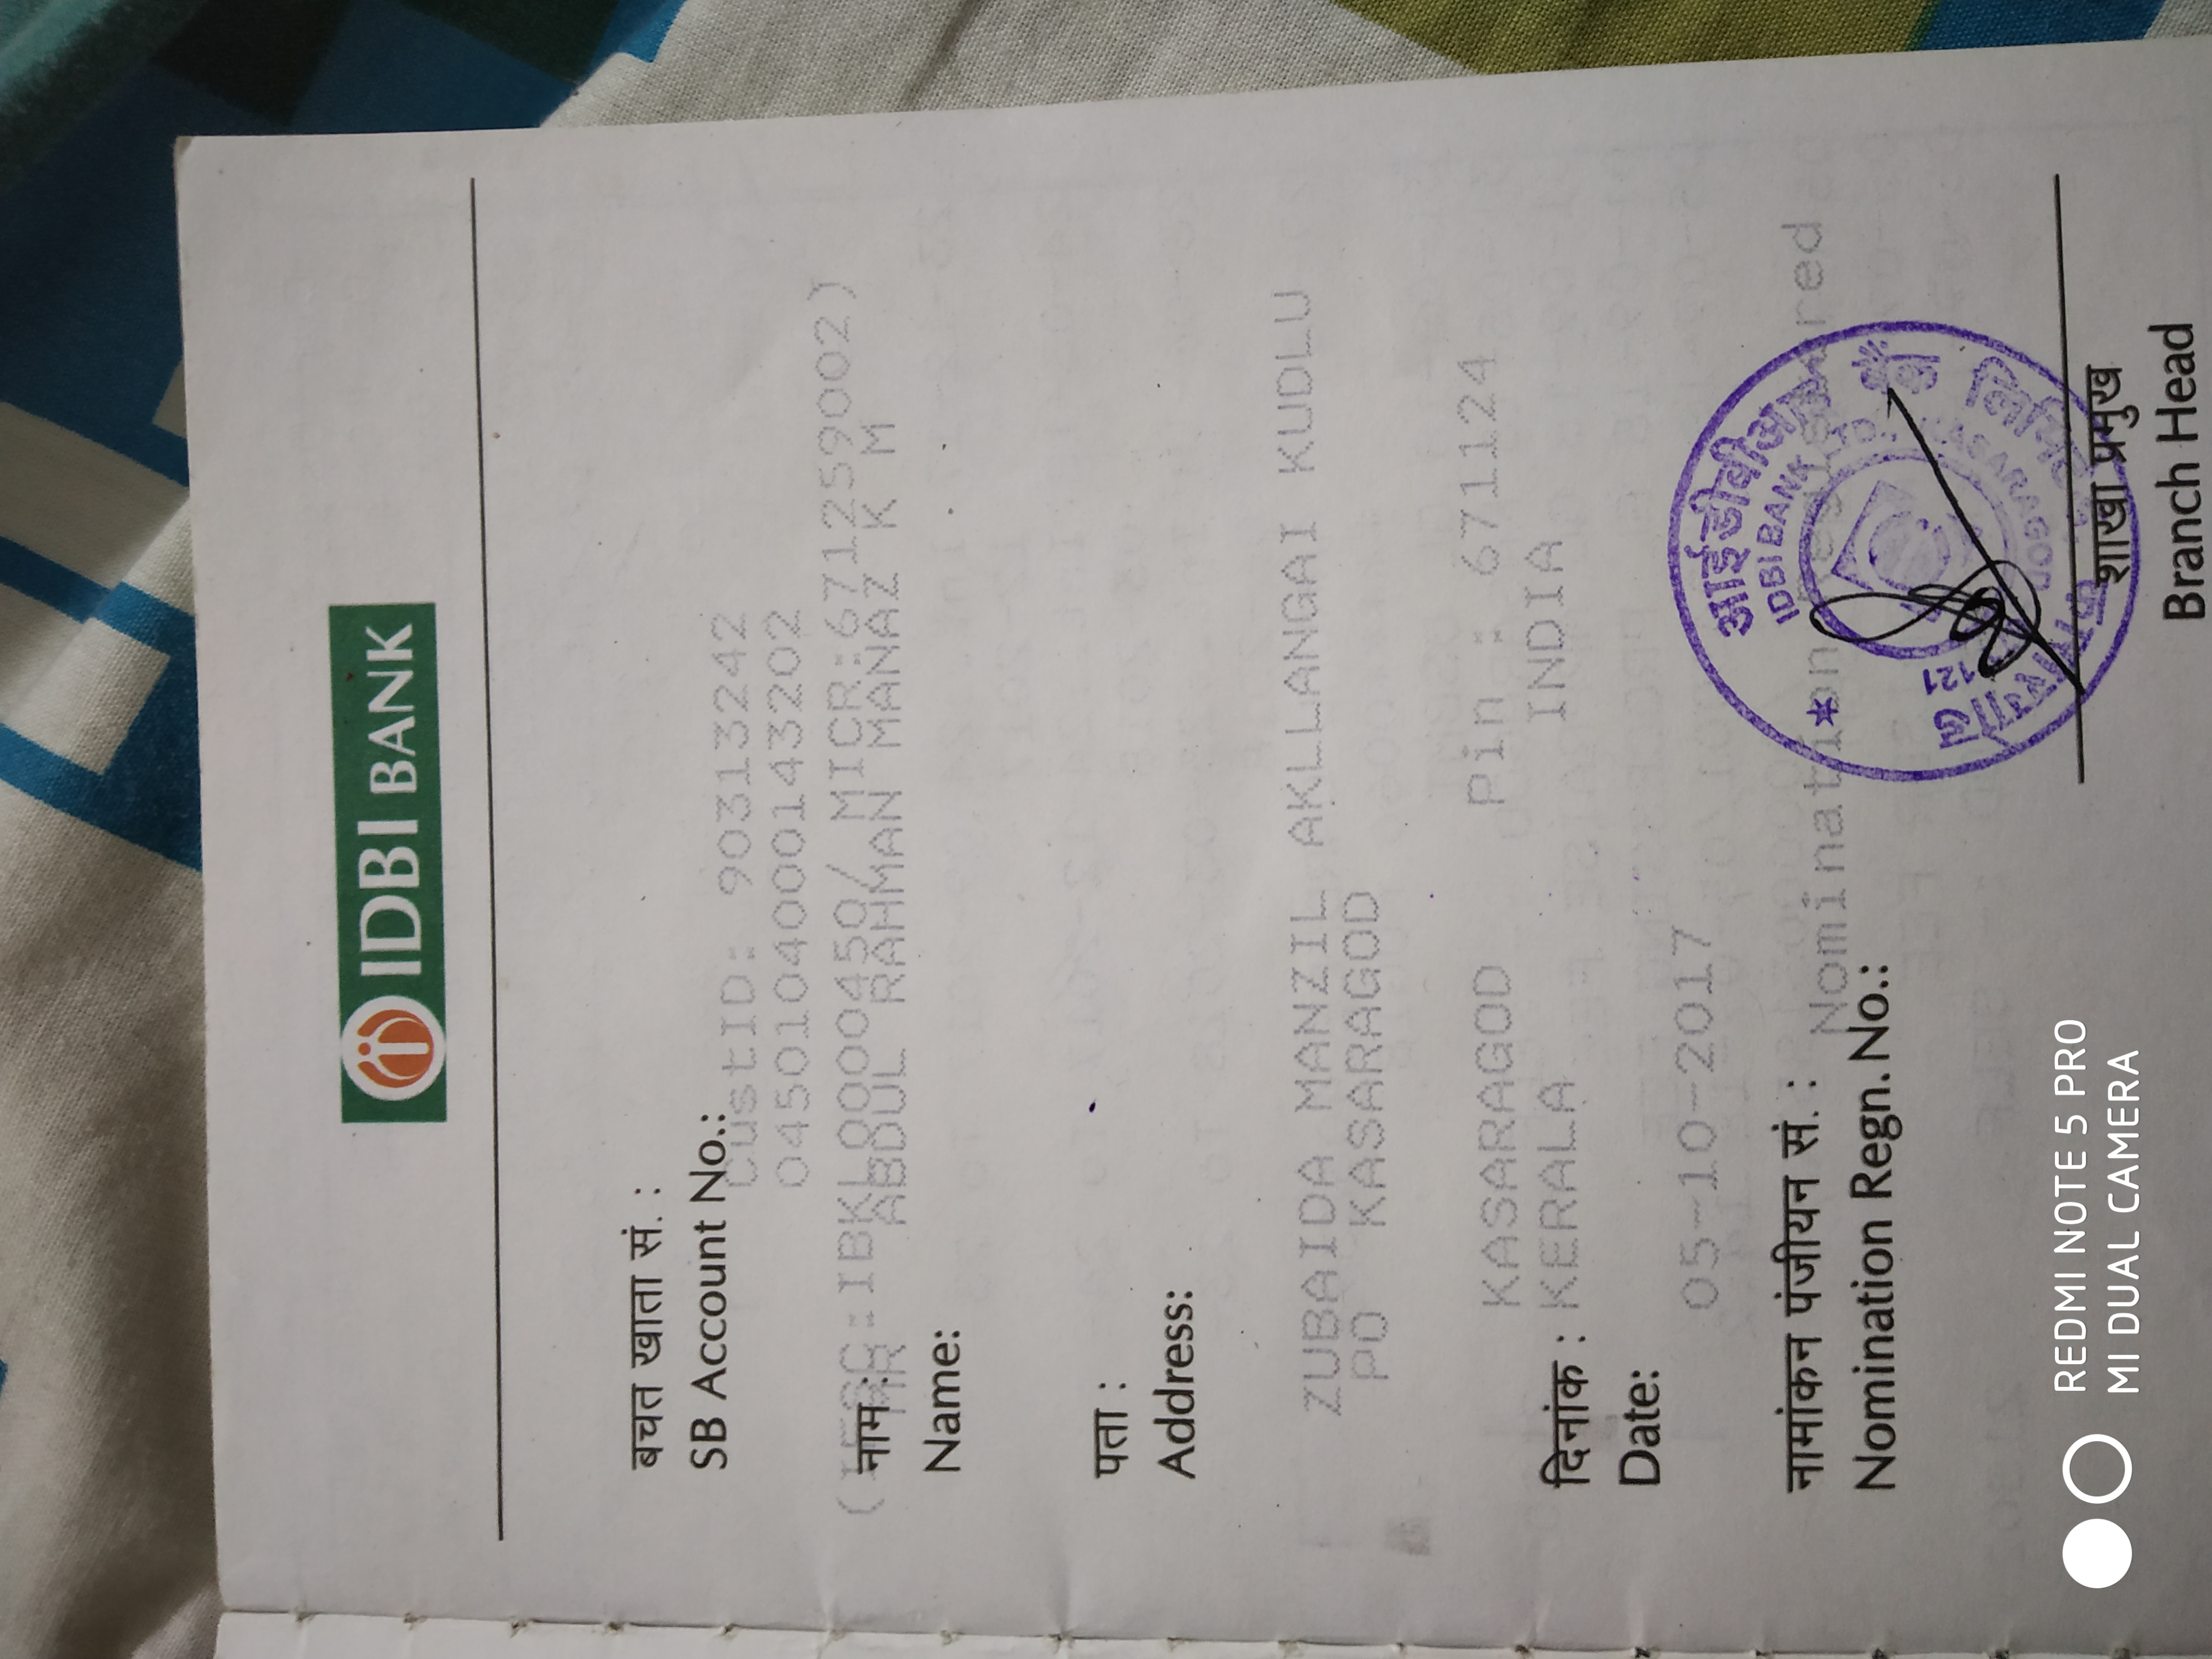 IDBI BANK
बचत खाता सं. :
SB Account No.:
CustID: 90313242
0450104000143202
(IFSC:IBKL0000450/ MICR:671259002)
नाम :
MR ABDUL RAHMAN MANAZ K M
Name:
पता :
Address:
ZUBAIDA MANZIL AKLLANGAI KUDLU
PO KASARAGOD
KASARAGOD Pin : 671124
दिनांक : KERALA INDIA
Date:
05-10-2017
नामांकन पंजीयन सं. :
Nomination Registered
Nomination Regn. No.:
आईडीबीआई
IDBI BANK
121
KASARAGOD
शाखा प्रमुख
Branch Head
REDMI NOTE 5 PRO
MI DUAL CAMERA